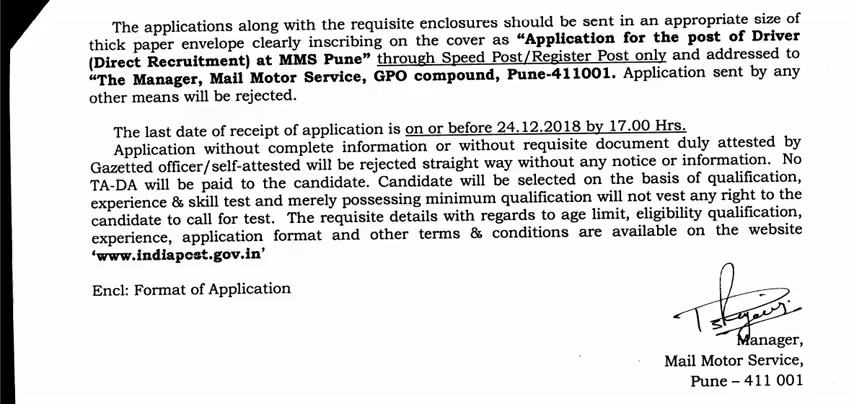 The applications along with the requisite enclosures should be sent in an appropriate size of
thick paper envelope clearly inscribing on the cover as “Application for the post of Driver
(Direct Recruitment) at MMS Pune” through Speed Post/Register Post only and addressed to
“The Manager, Mail Motor Service, GPO compound, Pune-411001. Application sent by any
other means will be rejected.
The last date of receipt of application is on or before 24.12.2018 by 17.00 Hrs.
Application without complete information or without requisite document duly attested by
Gazetted officer/self-attested will be rejected straight way without any notice or information. No
TA-DA will be paid to the candidate. Candidate will be selected on the basis of qualification,
experience & skill test and merely possessing minimum qualification will not vest any right to the
candidate to call for test. The requisite details with regards to age limit, eligibility qualification,
experience, application format and other terms & conditions are available on the website
‘www.indiapost.gov.in’
Encl: Format of Application
Manager,
Mail Motor Service,
Pune – 411 001